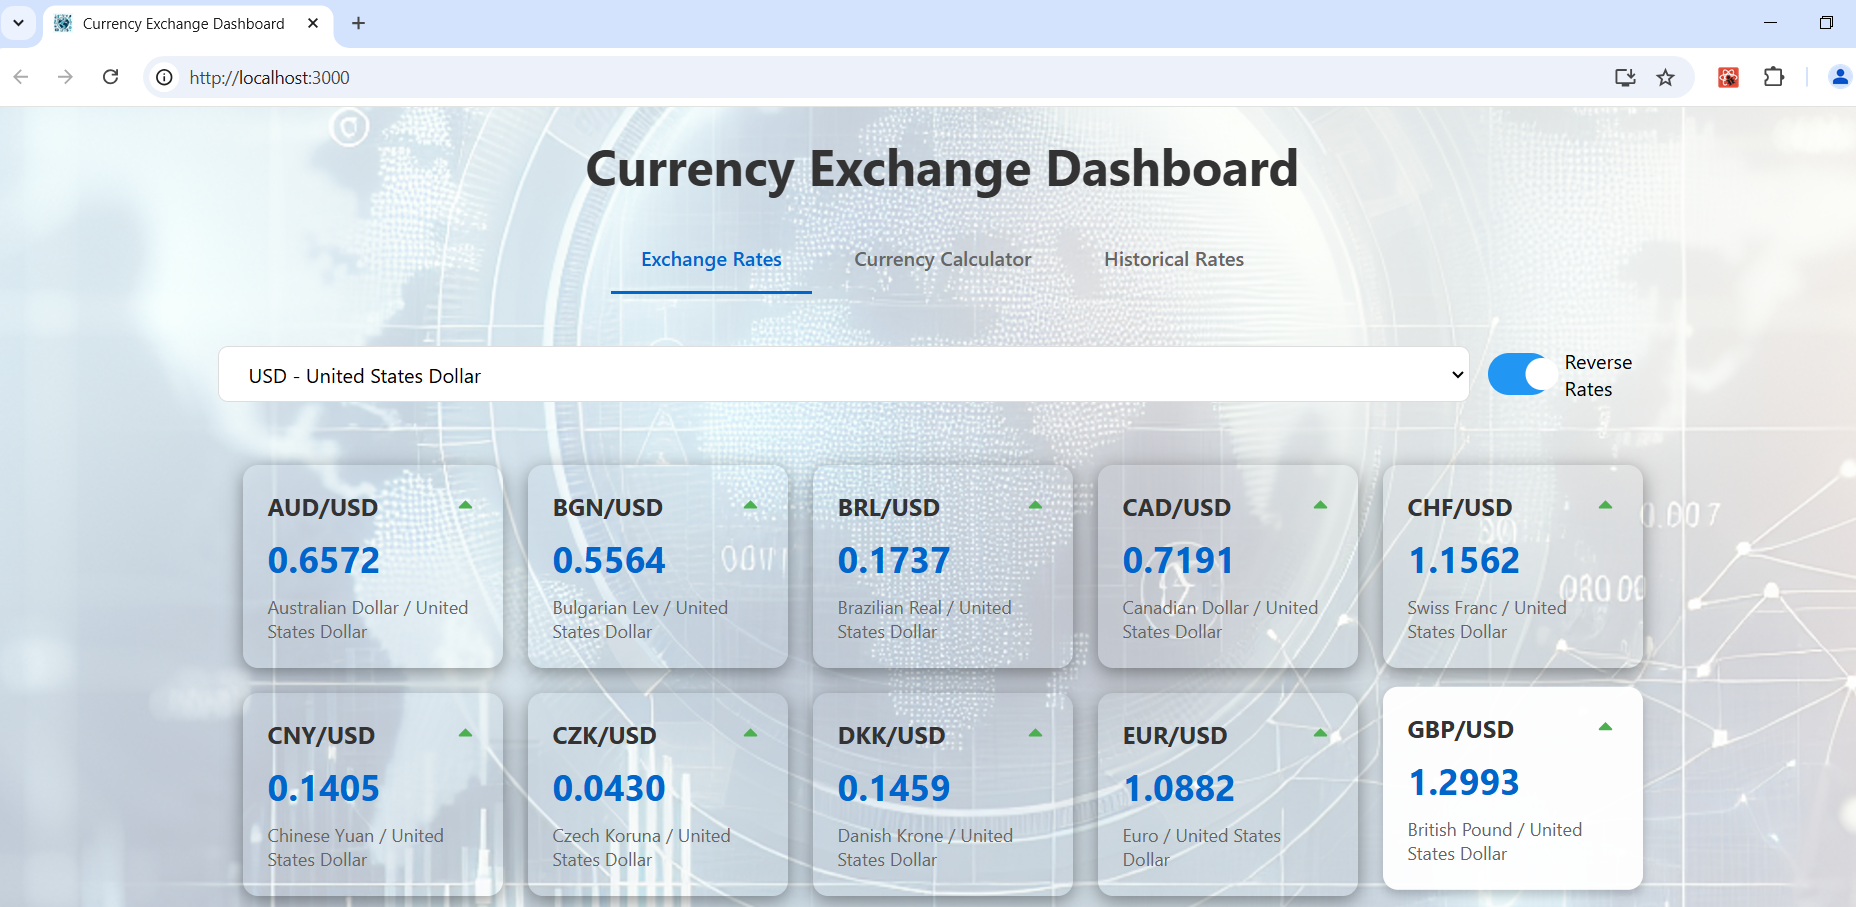 Currency Exchange Dashboard
http://localhost:3000
Currency Exchange Dashboard
Exchange Rates
Currency Calculator
Historical Rates
USD - United States Dollar
Reverse
Rates
AUD/USD
0.6572
Australian Dollar / United
States Dollar
BGN/USD
0.5564
Bulgarian Lev / United
States Dollar
BRL/USD
0.1737
Brazilian Real / United
States Dollar
CAD/USD
0.7191
Canadian Dollar / United
States Dollar
CHF/USD
1.1562
Swiss Franc / United
States Dollar
CNY/USD
0.1405
Chinese Yuan / United
States Dollar
CZK/USD
0.0430
Czech Koruna / United
States Dollar
DKK/USD
0.1459
Danish Krone / United
States Dollar
EUR/USD
1.0882
Euro / United States
Dollar
GBP/USD
1.2993
British Pound / United
States Dollar